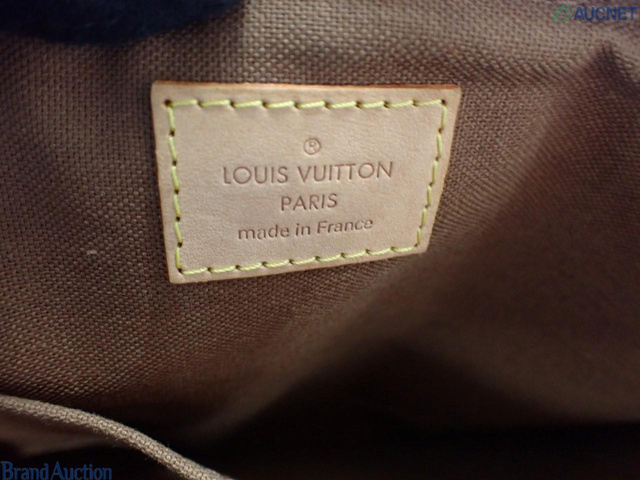 AUCNET
®
LOUIS VUITTON
PARIS
made in France
Brand Auction